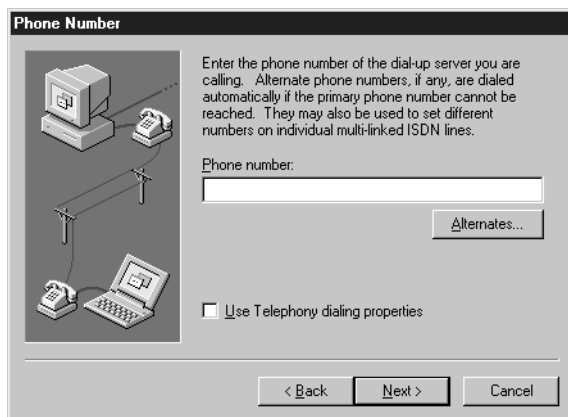 Phone Number
Enter the phone number of the dial-up server you are
calling. Alternate phone numbers, if any, are dialed
automatically if the primary phone number cannot be
reached. They may also be used to set different
numbers on individual multi-linked ISDN lines.
Phone number:
Alternates...
Use Telephony dialing properties
< Back
Next >
Cancel